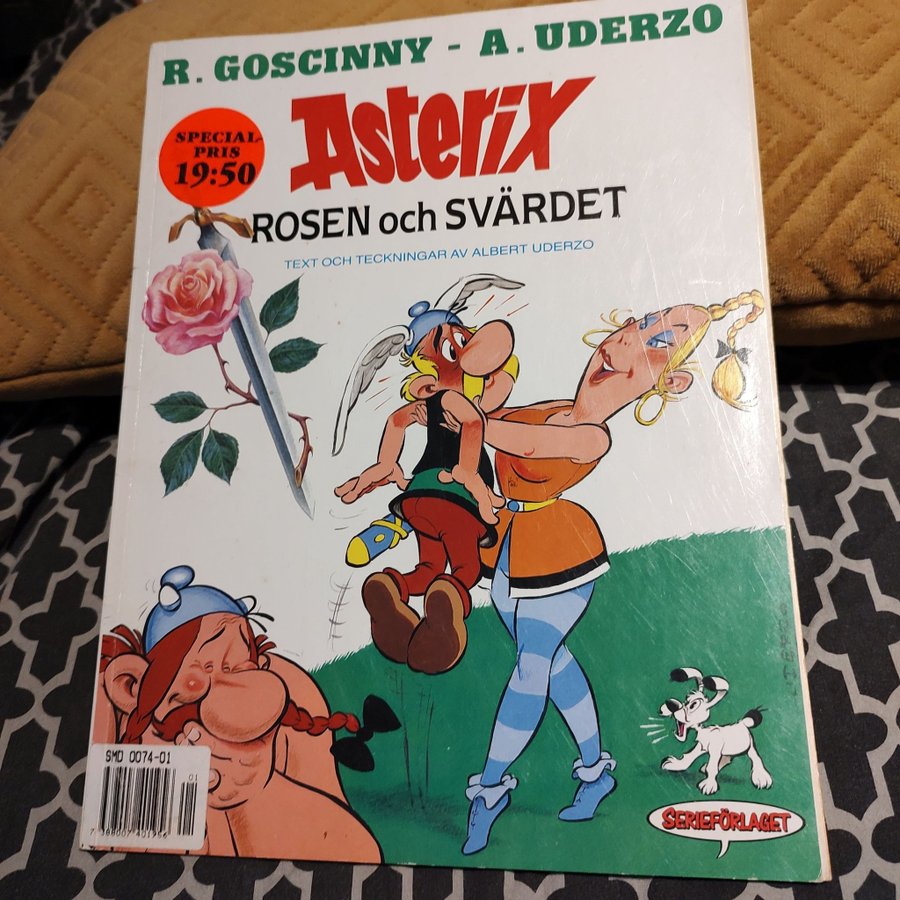 R. GOSCINNY - A. UDERZO
Asterix
SPECIAL-
PRIS
19:50
ROSEN och SVÄRDET
TEXT OCH TECKNINGAR AV ALBERT UDERZO
SMD 0074-01
01
SERIEFÖRLAGET